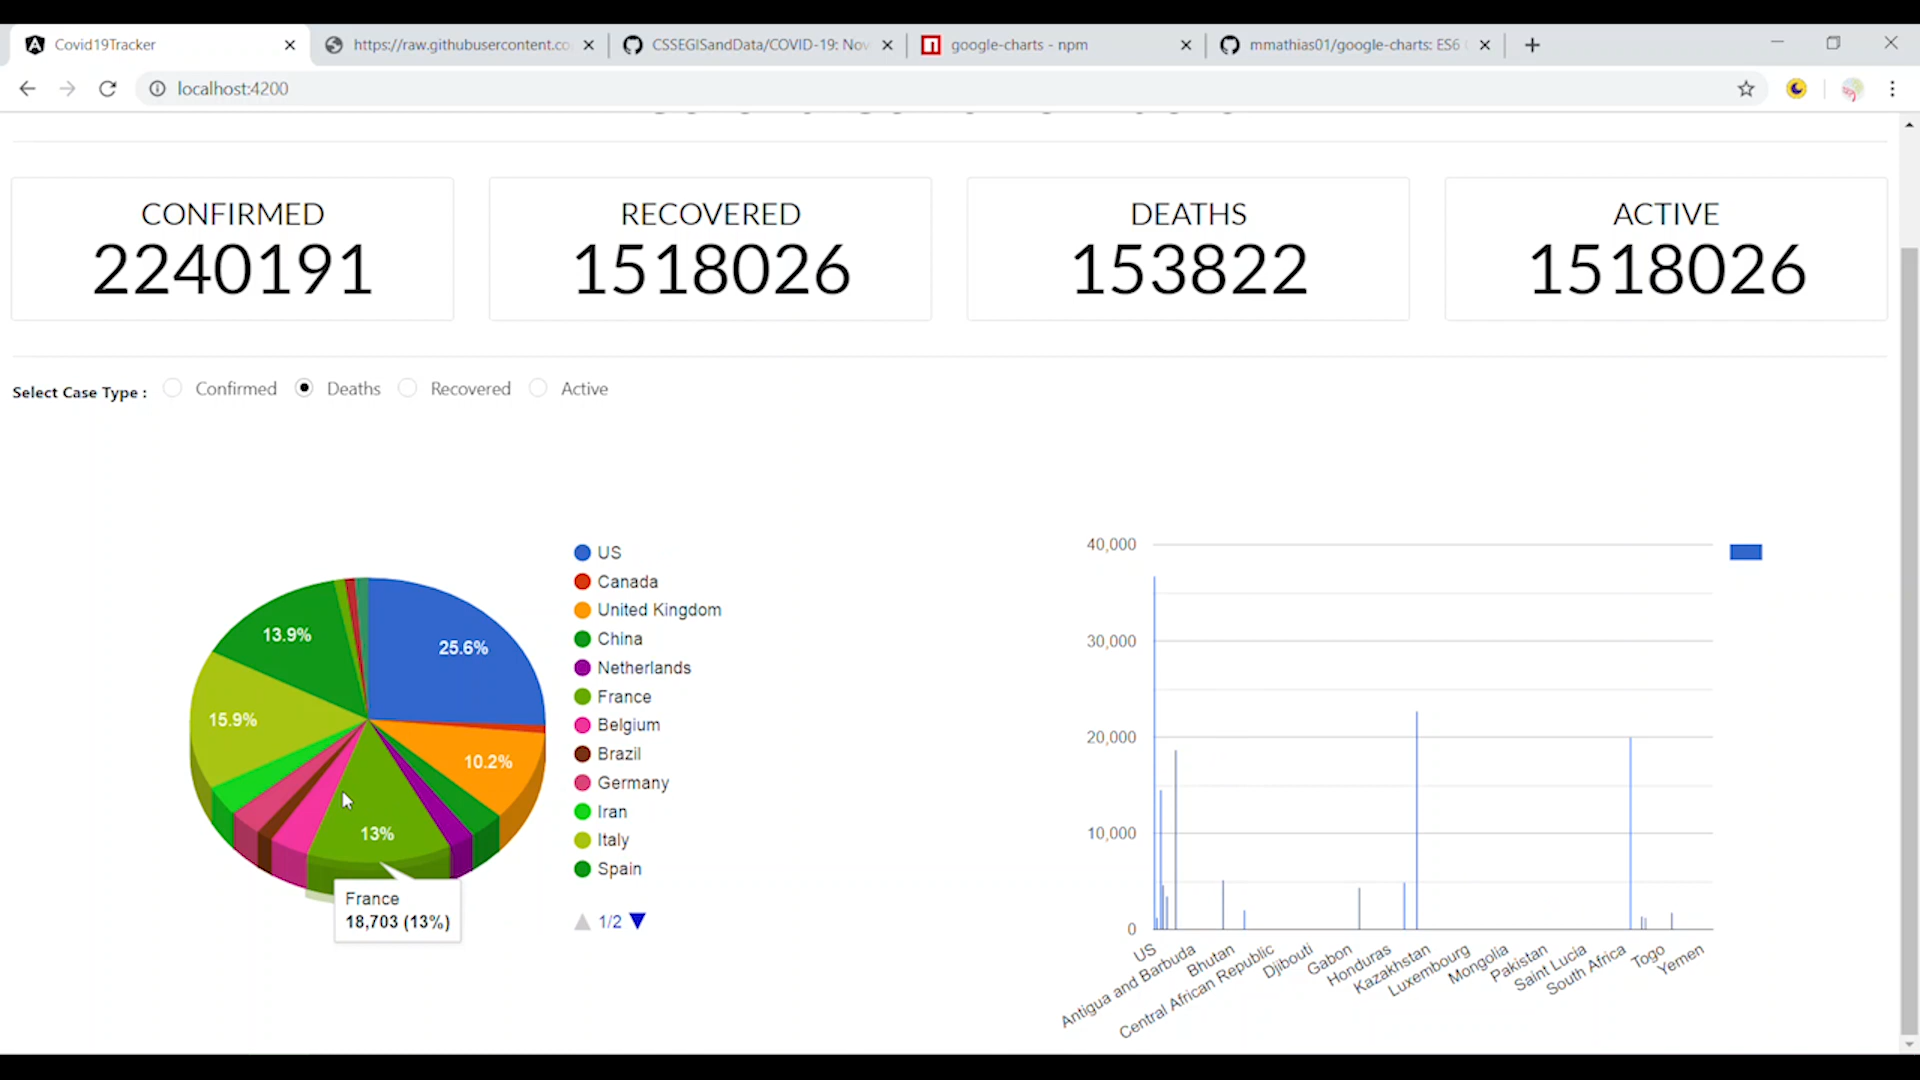 Covid19Tracker
https://raw.githubusercontent.co
CSSEGISandData/COVID-19: Nov
google-charts - npm
mmathias01/google-charts: ES6
localhost:4200
CONFIRMED
2240191
RECOVERED
1518026
DEATHS
153822
ACTIVE
1518026
Select Case Type : Confirmed Deaths Recovered Active
25.6%
13.9%
15.9%
10.2%
13%
France
18,703 (13%)
US
Canada
United Kingdom
China
Netherlands
France
Belgium
Brazil
Germany
Iran
Italy
Spain
1/2
40,000
30,000
20,000
10,000
0
US
Antigua and Barbuda
Bhutan
Central African Republic
Djibouti
Gabon
Honduras
Kazakhstan
Luxembourg
Mongolia
Pakistan
Saint Lucia
South Africa
Togo
Yemen